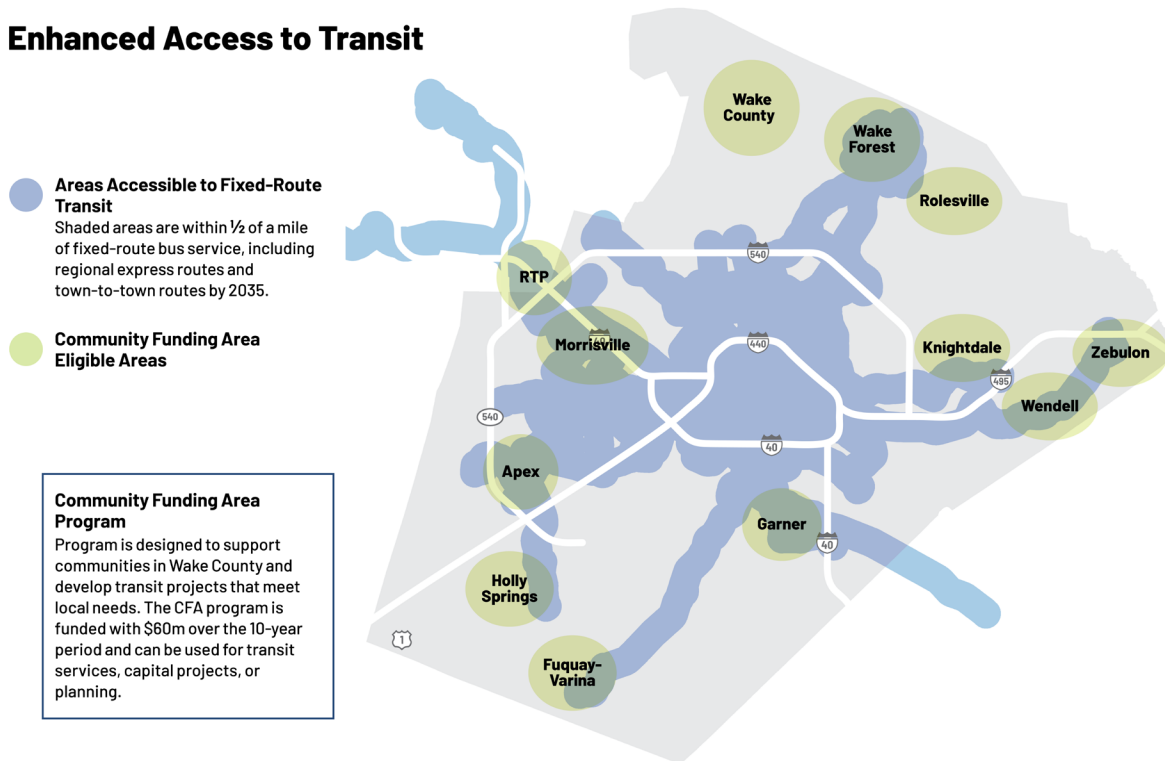 Enhanced Access to Transit
Areas Accessible to Fixed-Route
Transit
Shaded areas are within ½ of a mile
of fixed-route bus service, including
regional express routes and
town-to-town routes by 2035.
Community Funding Area
Eligible Areas
Community Funding Area
Program
Program is designed to support
communities in Wake County and
develop transit projects that meet
local needs. The CFA program is
funded with $60m over the 10-year
period and can be used for transit
services, capital projects, or
planning.
Wake
County
Wake
Forest
Rolesville
540
RTP
40
Morrisville
440
Knightdale
Zebulon
495
Wendell
540
40
Apex
Garner
40
Holly
Springs
1
Fuquay-
Varina